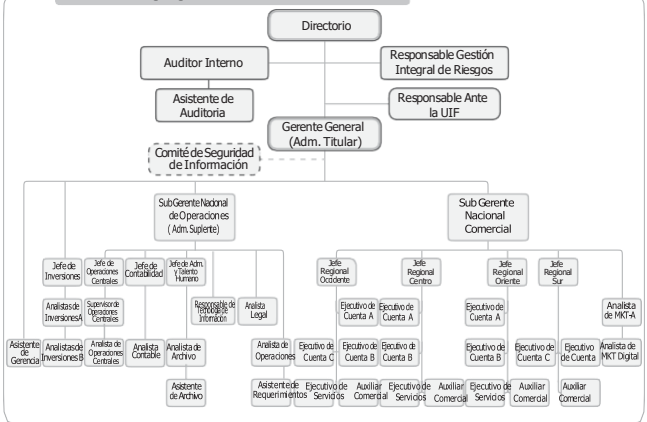 Directorio
Auditor Interno
Responsable Gestión
Integral de Riesgos
Asistente de
Auditoria
Responsable Ante
la UIF
Gerente General
(Adm. Titular)
Comité de Seguridad
de Información
Sub Gerente Nacional
de Operaciones
(Adm. Suplente)
Sub Gerente
Nacional
Comercial
Jefe de
Inversiones
Jefe de
Operaciones
Centrales
Jefe de
Contabilidad
Jefe de Adm.
y Talento
Humano
Jefe
Regional
Occidente
Jefe
Regional
Centro
Jefe
Regional
Oriente
Jefe
Regional
Sur
Analistas de
Inversiones A
Supervisor de
Operaciones
Centrales
Responsable de
Tecnología de
Información
Analista
Legal
Ejecutivo de
Cuenta A
Ejecutivo de
Cuenta A
Ejecutivo de
Cuenta A
Analista
de MKT-A
Asistente
de
Gerencia
Analistas de
Inversiones B
Analista de
Operaciones
Centrales
Analista
Contable
Analista de
Archivo
Analista de
Operaciones
Ejecutivo de
Cuenta C
Ejecutivo de
Cuenta B
Ejecutivo de
Cuenta B
Ejecutivo de
Cuenta B
Ejecutivo de
Cuenta C
Ejecutivo
de Cuenta
Analista de
MKT Digital
Asistente
de Archivo
Asistente de
Requerimientos
Ejecutivo de
Servicios
Auxiliar
Comercial
Ejecutivo de
Servicios
Auxiliar
Comercial
Ejecutivo de
Servicios
Auxiliar
Comercial
Auxiliar
Comercial